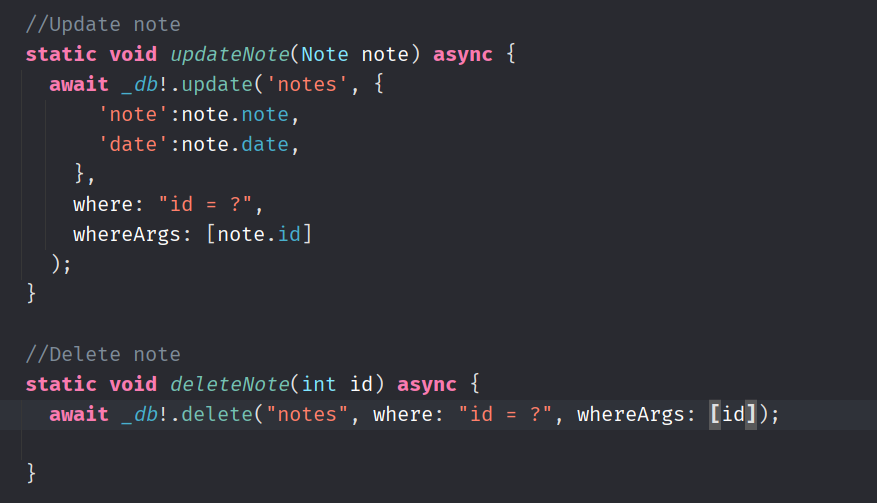 //Update note
static void updateNote(Note note) async {
  await _db!.update('notes', {
      'note':note.note,
      'date':note.date,
    },
    where: "id = ?",
    whereArgs: [note.id]
  );
}
//Delete note
static void deleteNote(int id) async {
  await _db!.delete("notes", where: "id = ?", whereArgs: [id]);
}